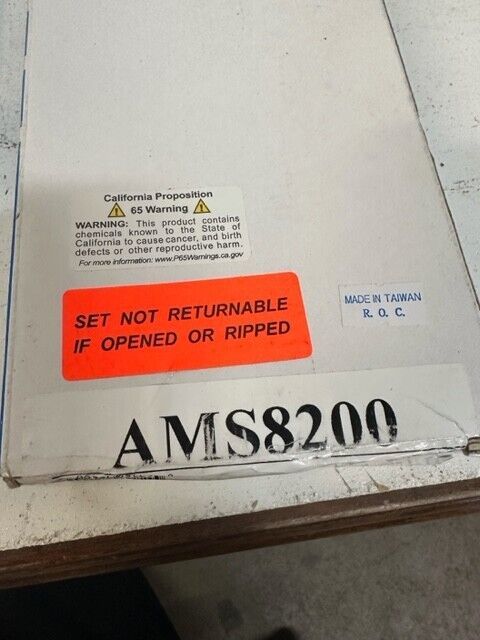 California Proposition
65 Warning
WARNING: This product contains
chemicals known to the State of
California to cause cancer, and birth
defects or other reproductive harm.
For more information: www.P65Warnings.ca.gov
SET NOT RETURNABLE
IF OPENED OR RIPPED
MADE IN TAIWAN
R. O. C.
AMS8200